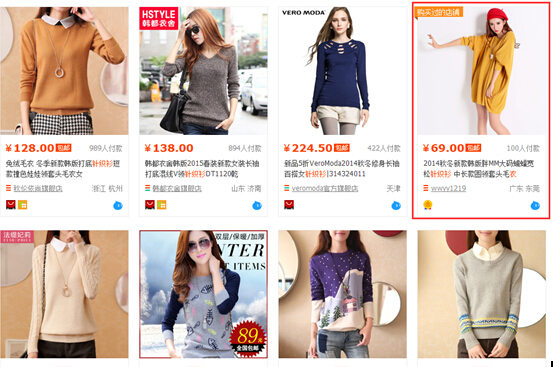 HSTYLE
韩都衣舍
VERO MODA
购买过的店铺
¥128.00 包邮 989人付款
¥138.00 894人付款
¥224.50 包邮 422人付款
¥69.00 包邮 100人付款
免绒毛衣 冬季新款韩版打底针织衫短
款撞色娃娃领套头毛衣女
韩都衣舍韩版2015春装新款女装长袖
打底混绒V领针织衫DT1120乾
新品5折VeroModa2014秋冬修身长袖
百搭女针织衫|314324011
2014秋冬新款韩版胖MM大码蝙蝠宽
松针织衫 中长款圆领套头毛衣
秋伦依尚旗舰店 浙江 杭州
韩都衣舍旗舰店 山东 济南
veromoda官方旗舰店 天津
wwvv1219 广东 东莞
法缇妃莉
双层/保暖/加厚
INTER
T ITEMS
89元
全国包邮